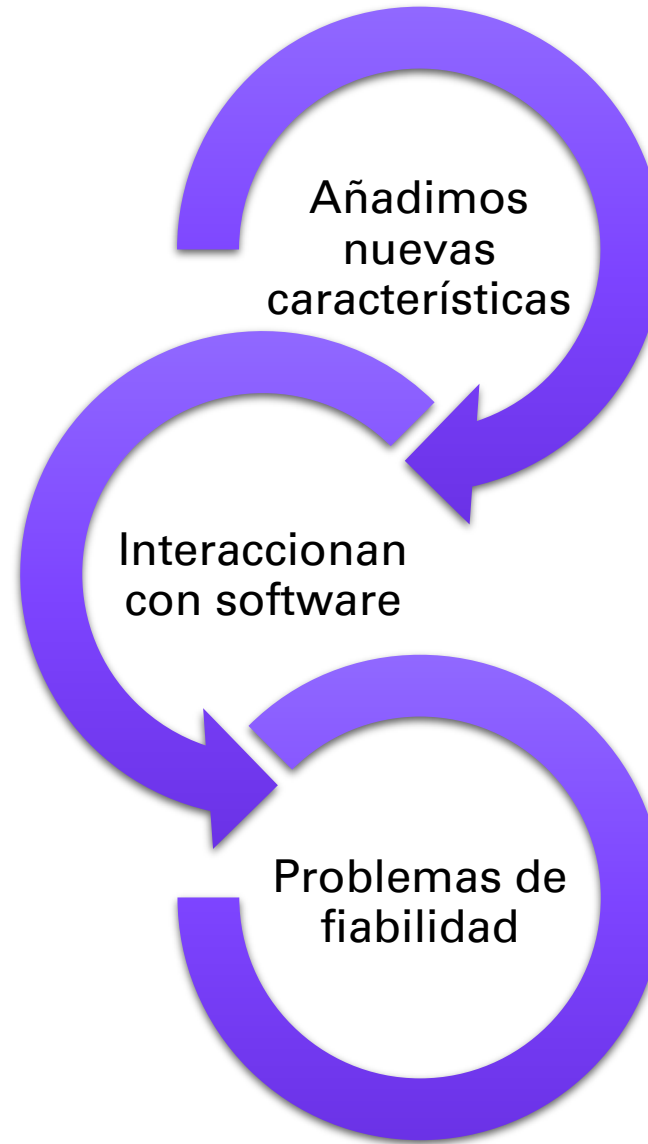 Añadimos
nuevas
características
Interaccionan
con software
Problemas de
fiabilidad